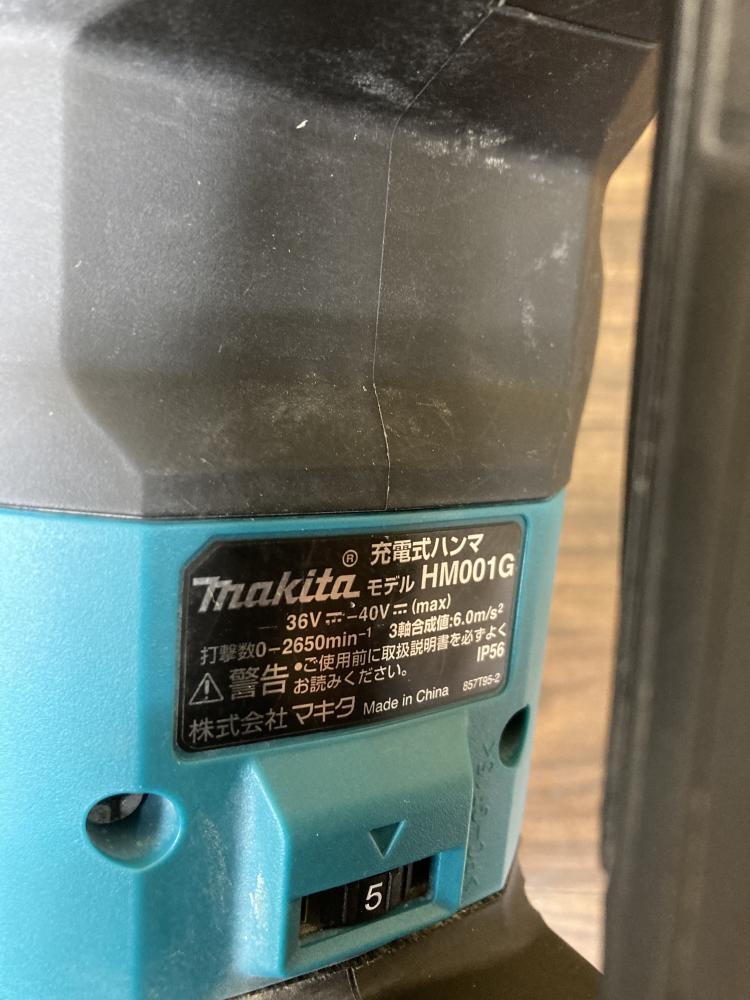 充電式ハンマ
makita® モデル HM001G
36V⎓-40V⎓(max)
打撃数0-2650min⁻¹ 3軸合成値:6.0m/s²
⚠警告 •ご使用前に取扱説明書を必ずよく
お読みください。 IP56
株式会社マキタ Made in China 857T95-2
5